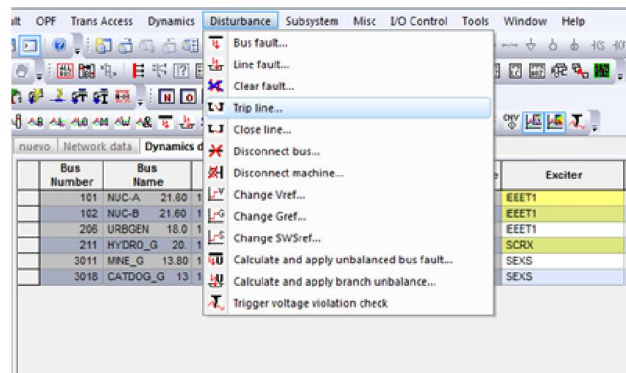 ult OPF Trans Access Dynamics Disturbance Subsystem Misc I/O Control Tools Window Help
Bus fault...
Line fault...
Clear fault...
Trip line...
Close line...
Disconnect bus...
Disconnect machine...
Change Vref...
Change Gref...
Change SWSref...
Calculate and apply unbalanced bus fault...
Calculate and apply branch unbalance...
Trigger voltage violation check
nuevo Network data Dynamics d
Bus Number Bus Name e Exciter
101 NUC-A 21.60 1 IEEET1
102 NUC-B 21.60 1 IEEET1
206 URBGEN 18.0 1 IEEET1
211 HYDRO_G 20. 1 SCRX
3011 MINE_G 13.80 1 SEXS
3018 CATDOG_G 13 1 SEXS